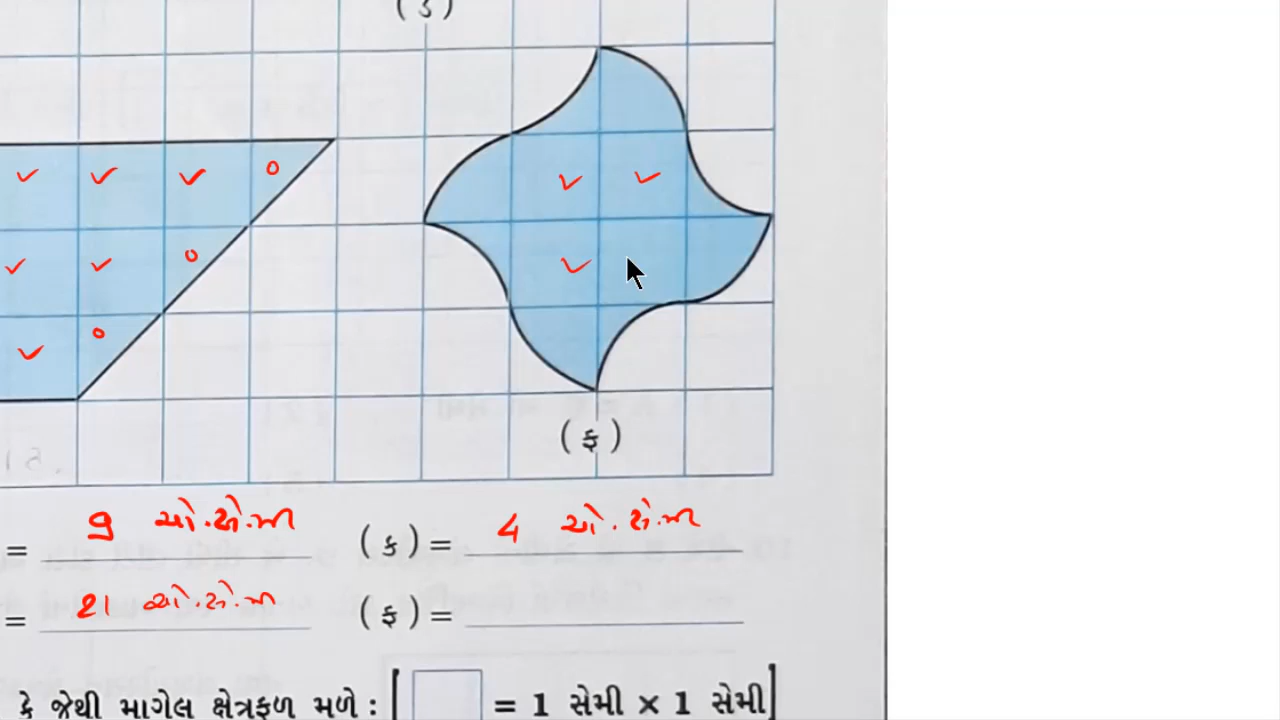 ( ફ )
= 9 ચો.સે.મી
( ક ) = 4 ચો.સે.મી
= 21 ચો.સે.મી
( ફ ) =
કે જેથી માગેલ ક્ષેત્રફળ મળે : [ = 1 સેમી × 1 સેમી]